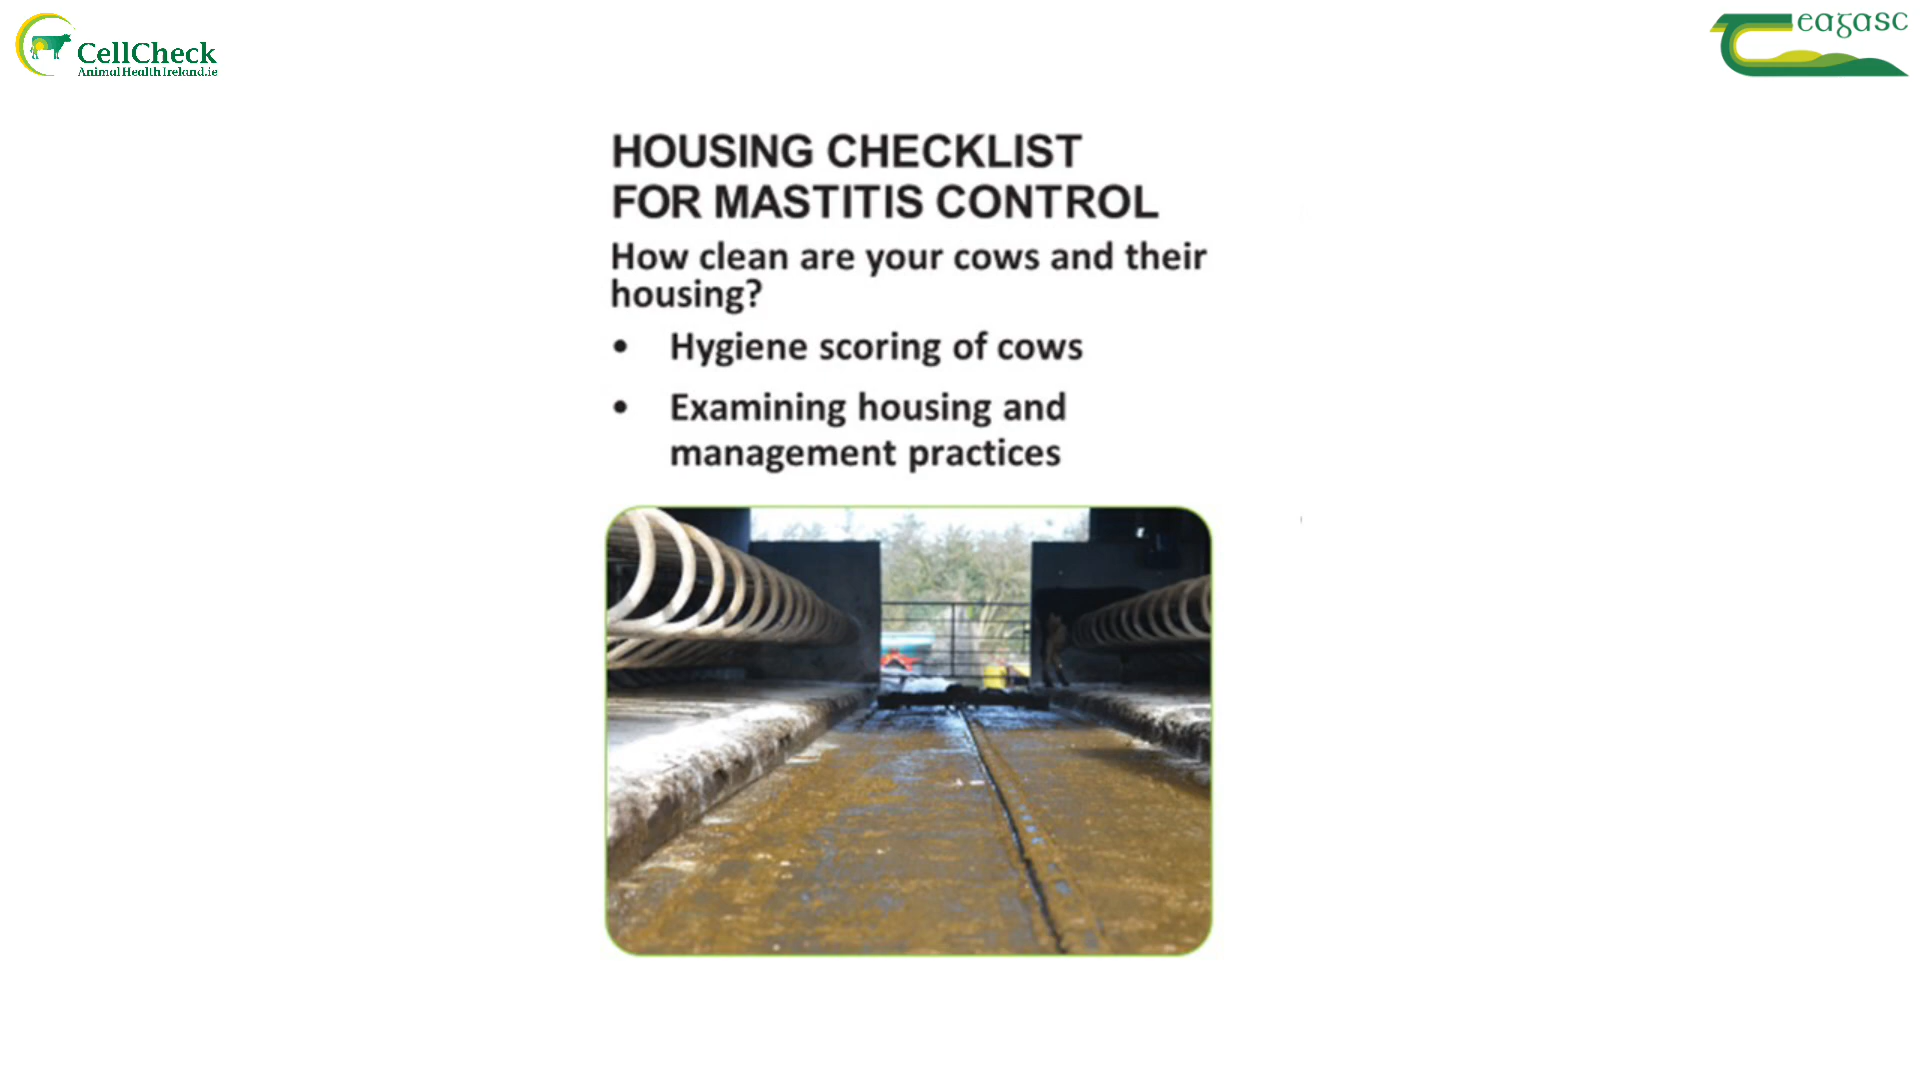 CellCheck
AnimalHealthIreland.ie
eagasc
HOUSING CHECKLIST
FOR MASTITIS CONTROL
How clean are your cows and their
housing?
• Hygiene scoring of cows
• Examining housing and
management practices